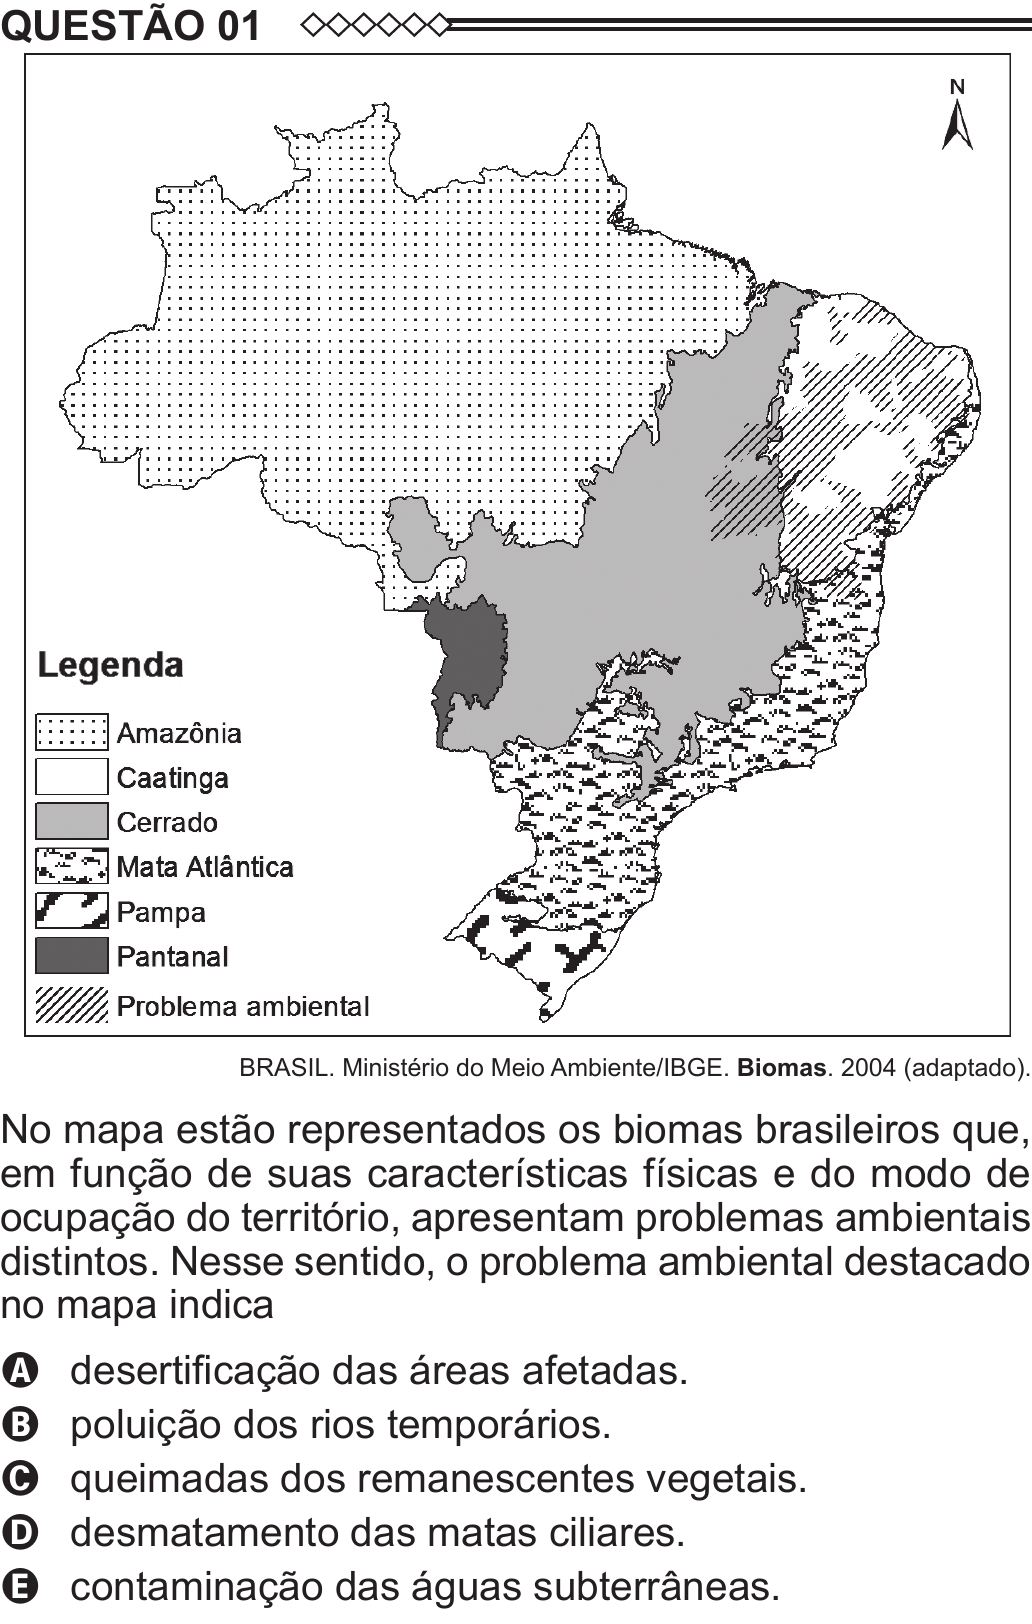 QUESTÃO 01
N
Legenda
Amazônia
Caatinga
Cerrado
Mata Atlântica
Pampa
Pantanal
Problema ambiental
BRASIL. Ministério do Meio Ambiente/IBGE. Biomas. 2004 (adaptado).
No mapa estão representados os biomas brasileiros que,
em função de suas características físicas e do modo de
ocupação do território, apresentam problemas ambientais
distintos. Nesse sentido, o problema ambiental destacado
no mapa indica
A desertificação das áreas afetadas.
B poluição dos rios temporários.
C queimadas dos remanescentes vegetais.
D desmatamento das matas ciliares.
E contaminação das águas subterrâneas.